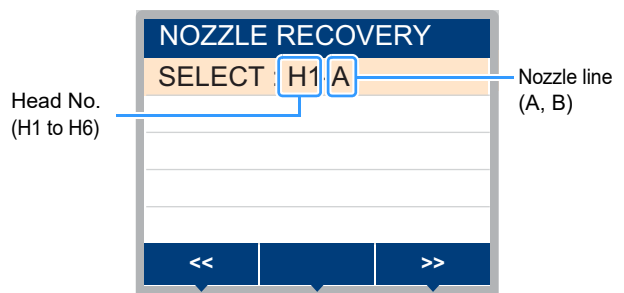 NOZZLE RECOVERY
SELECT : H1 A
Head No.
(H1 to H6)
Nozzle line
(A, B)
<< >>